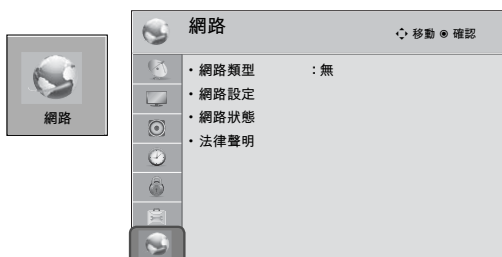 網路
網路
移動 確認
・網路類型 ：無
・網路設定
・網路狀態
・法律聲明